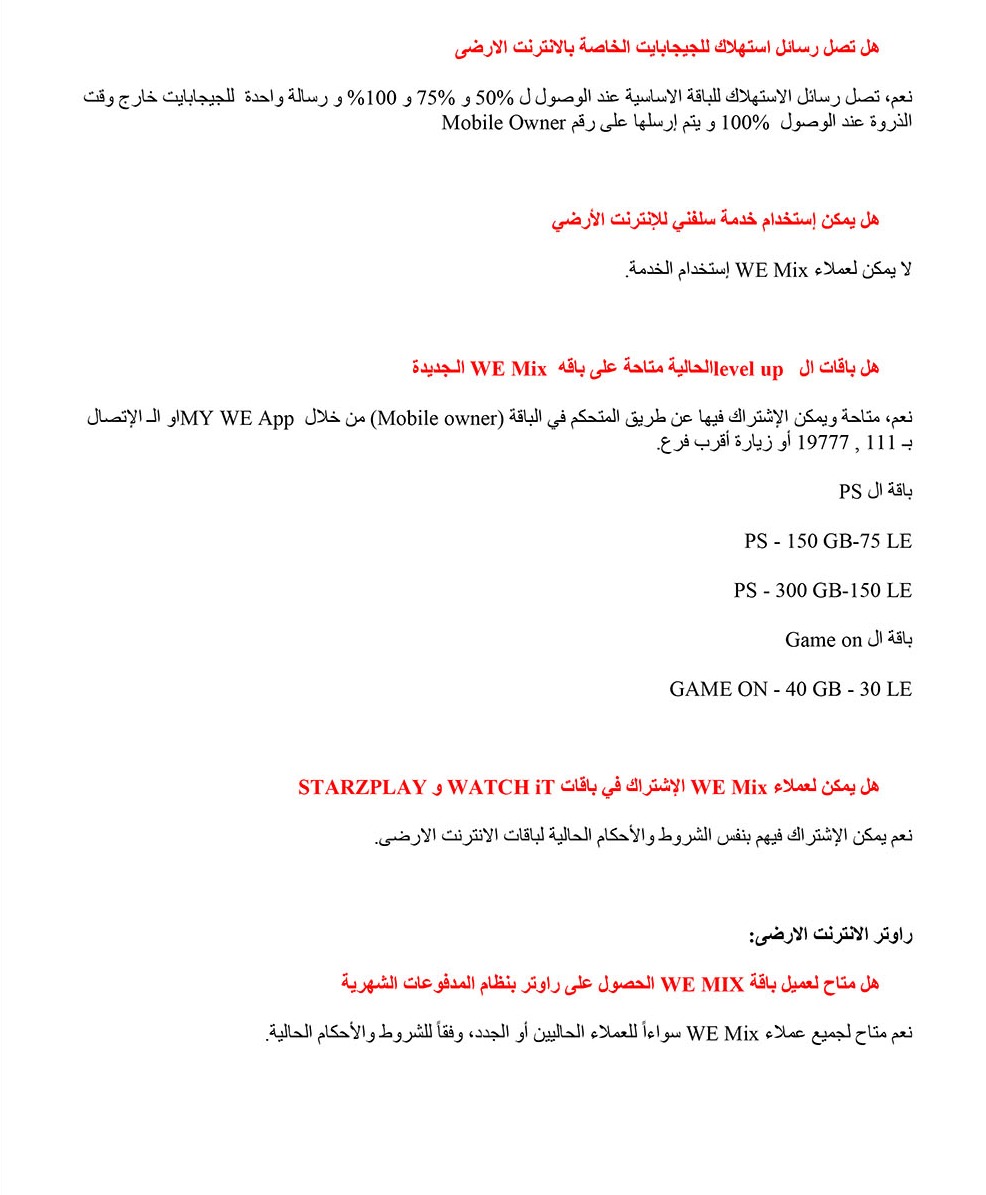 هل تصل رسائل استهلاك للجيجابايت الخاصة بالانترنت الارضى
نعم، تصل رسائل الاستهلاك للباقة الاساسية عند الوصول ل 50% و 75% و 100% و رسالة واحدة للجيجابايت خارج وقت
الذروة عند الوصول 100% و يتم إرسلها على رقم Mobile Owner
هل يمكن إستخدام خدمة سلفني للإنترنت الأرضي
لا يمكن لعملاء WE Mix إستخدام الخدمة.
هل باقات ال level up الحالية متاحة على باقه WE Mix الـجديدة
نعم، متاحة ويمكن الإشتراك فيها عن طريق المتحكم في الباقة (Mobile owner) من خلال MY WE App او الـ الإتصال
بـ 111 , 19777 أو زيارة أقرب فرع.
باقة ال PS
PS - 150 GB-75 LE
PS - 300 GB-150 LE
باقة ال Game on
GAME ON - 40 GB - 30 LE
هل يمكن لعملاء WE Mix الإشتراك في باقات WATCH iT و STARZPLAY
نعم يمكن الإشتراك فيهم بنفس الشروط والأحكام الحالية لباقات الانترنت الارضى.
راوتر الانترنت الارضى:
هل متاح لعميل باقة WE MIX الحصول على راوتر بنظام المدفوعات الشهرية
نعم متاح لجميع عملاء WE Mix سواءاً للعملاء الحاليين أو الجدد، وفقاً للشروط والأحكام الحالية.